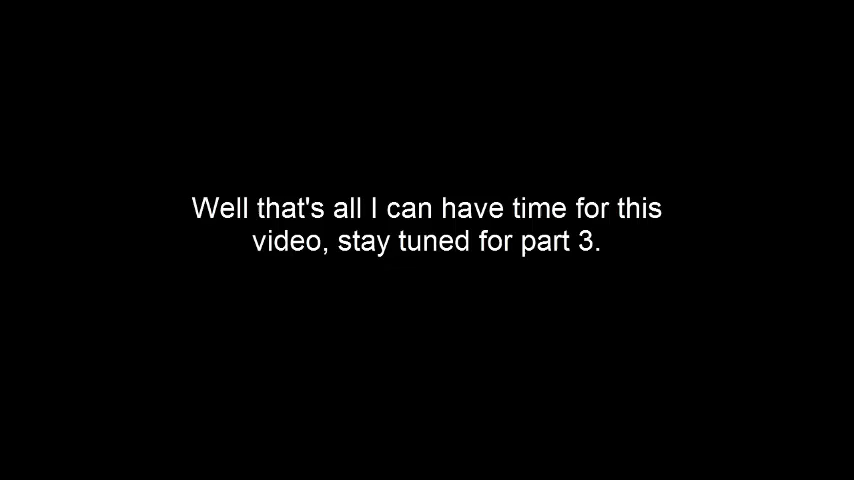 Well that's all I can have time for this
video, stay tuned for part 3.